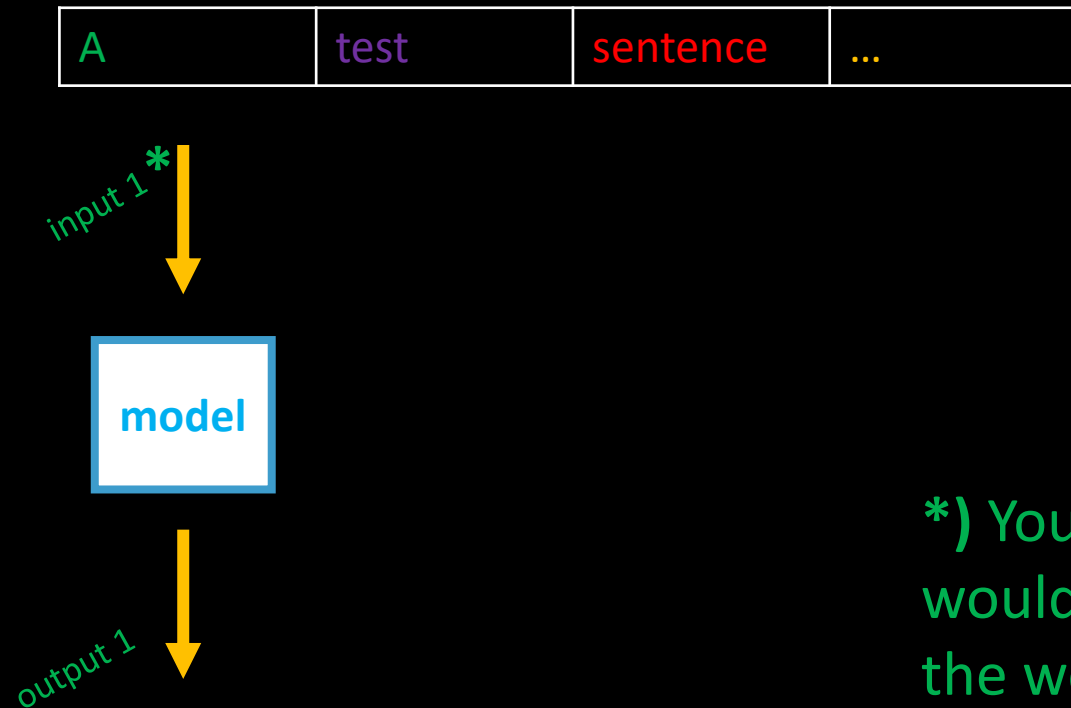 A test sentence ...
input 1 *
model
*) You
would
the
output 1